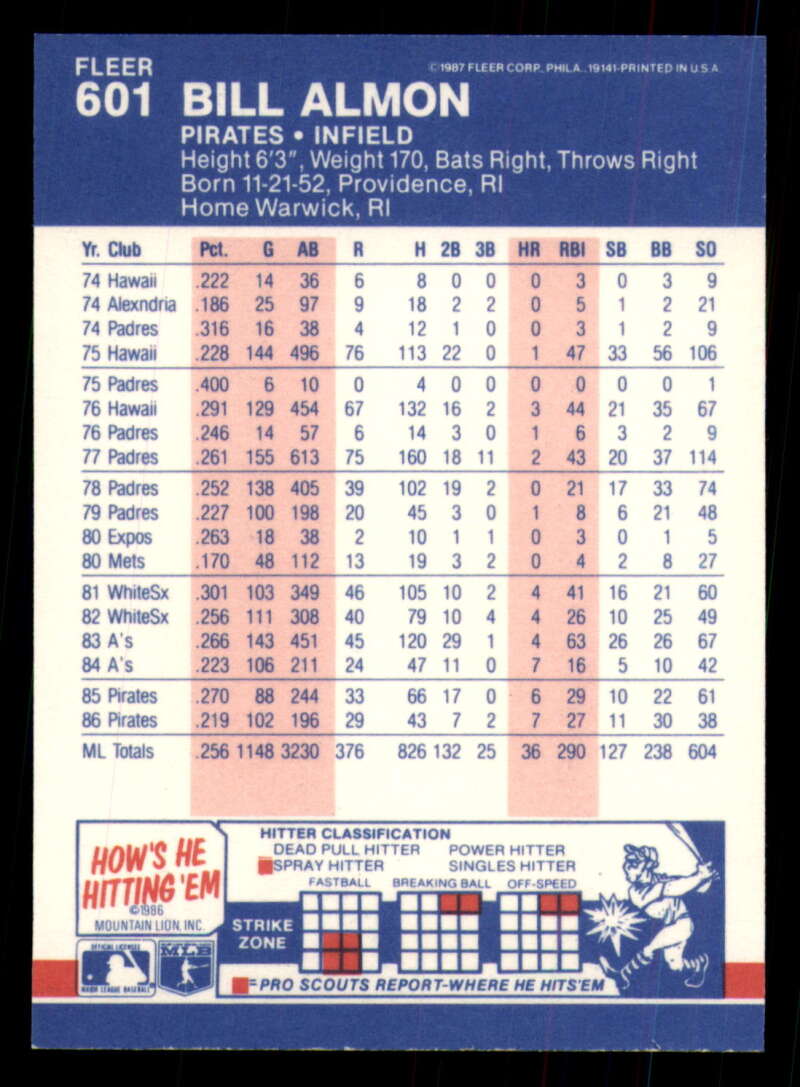 FLEER ©1987 FLEER CORP., PHILA., 19141-PRINTED IN U.S.A.
601 BILL ALMON
PIRATES • INFIELD
Height 6'3", Weight 170, Bats Right, Throws Right
Born 11-21-52, Providence, RI
Home Warwick, RI
Yr. Club Pct. G AB R H 2B 3B HR RBI SB BB SO
74 Hawaii .222 14 36 6 8 0 0 0 3 0 3 9
74 Alexndria .186 25 97 9 18 2 2 0 5 1 2 21
74 Padres .316 16 38 4 12 1 0 0 3 1 2 9
75 Hawaii .228 144 496 76 113 22 0 1 47 33 56 106
75 Padres .400 6 10 0 4 0 0 0 0 0 0 1
76 Hawaii .291 129 454 67 132 16 2 3 44 21 35 67
76 Padres .246 14 57 6 14 3 0 1 6 3 2 9
77 Padres .261 155 613 75 160 18 11 2 43 20 37 114
78 Padres .252 138 405 39 102 19 2 0 21 17 33 74
79 Padres .227 100 198 20 45 3 0 1 8 6 21 48
80 Expos .263 18 38 2 10 1 1 0 3 0 1 5
80 Mets .170 48 112 13 19 3 2 0 4 2 8 27
81 WhiteSx .301 103 349 46 105 10 2 4 41 16 21 60
82 WhiteSx .256 111 308 40 79 10 4 4 26 10 25 49
83 A's .266 143 451 45 120 29 1 4 63 26 26 67
84 A's .223 106 211 24 47 11 0 7 16 5 10 42
85 Pirates .270 88 244 33 66 17 0 6 29 10 22 61
86 Pirates .219 102 196 29 43 7 2 7 27 11 30 38
ML Totals .256 1148 3230 376 826 132 25 36 290 127 238 604
HOW'S HE
HITTING 'EM
©1986
MOUNTAIN LION, INC.
OFFICIAL LICENSEE
MAJOR LEAGUE BASEBALL
MLB
HITTER CLASSIFICATION
DEAD PULL HITTER POWER HITTER
SPRAY HITTER SINGLES HITTER
FASTBALL BREAKING BALL OFF-SPEED
STRIKE
ZONE
=PRO SCOUTS REPORT-WHERE HE HITS'EM